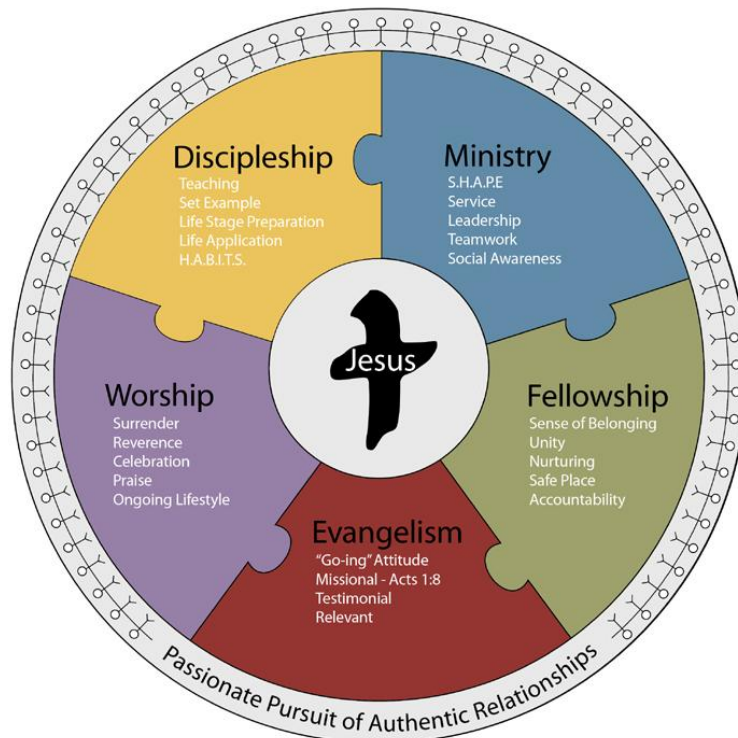 Discipleship
Teaching
Set Example
Life Stage Preparation
Life Application
H.A.B.I.T.S.
Ministry
S.H.A.P.E
Service
Leadership
Teamwork
Social Awareness
Jesus
Worship
Surrender
Reverence
Celebration
Praise
Ongoing Lifestyle
Fellowship
Sense of Belonging
Unity
Nurturing
Safe Place
Accountability
Evangelism
“Go-ing” Attitude
Missional - Acts 1:8
Testimonial
Relevant
Passionate Pursuit of Authentic Relationships